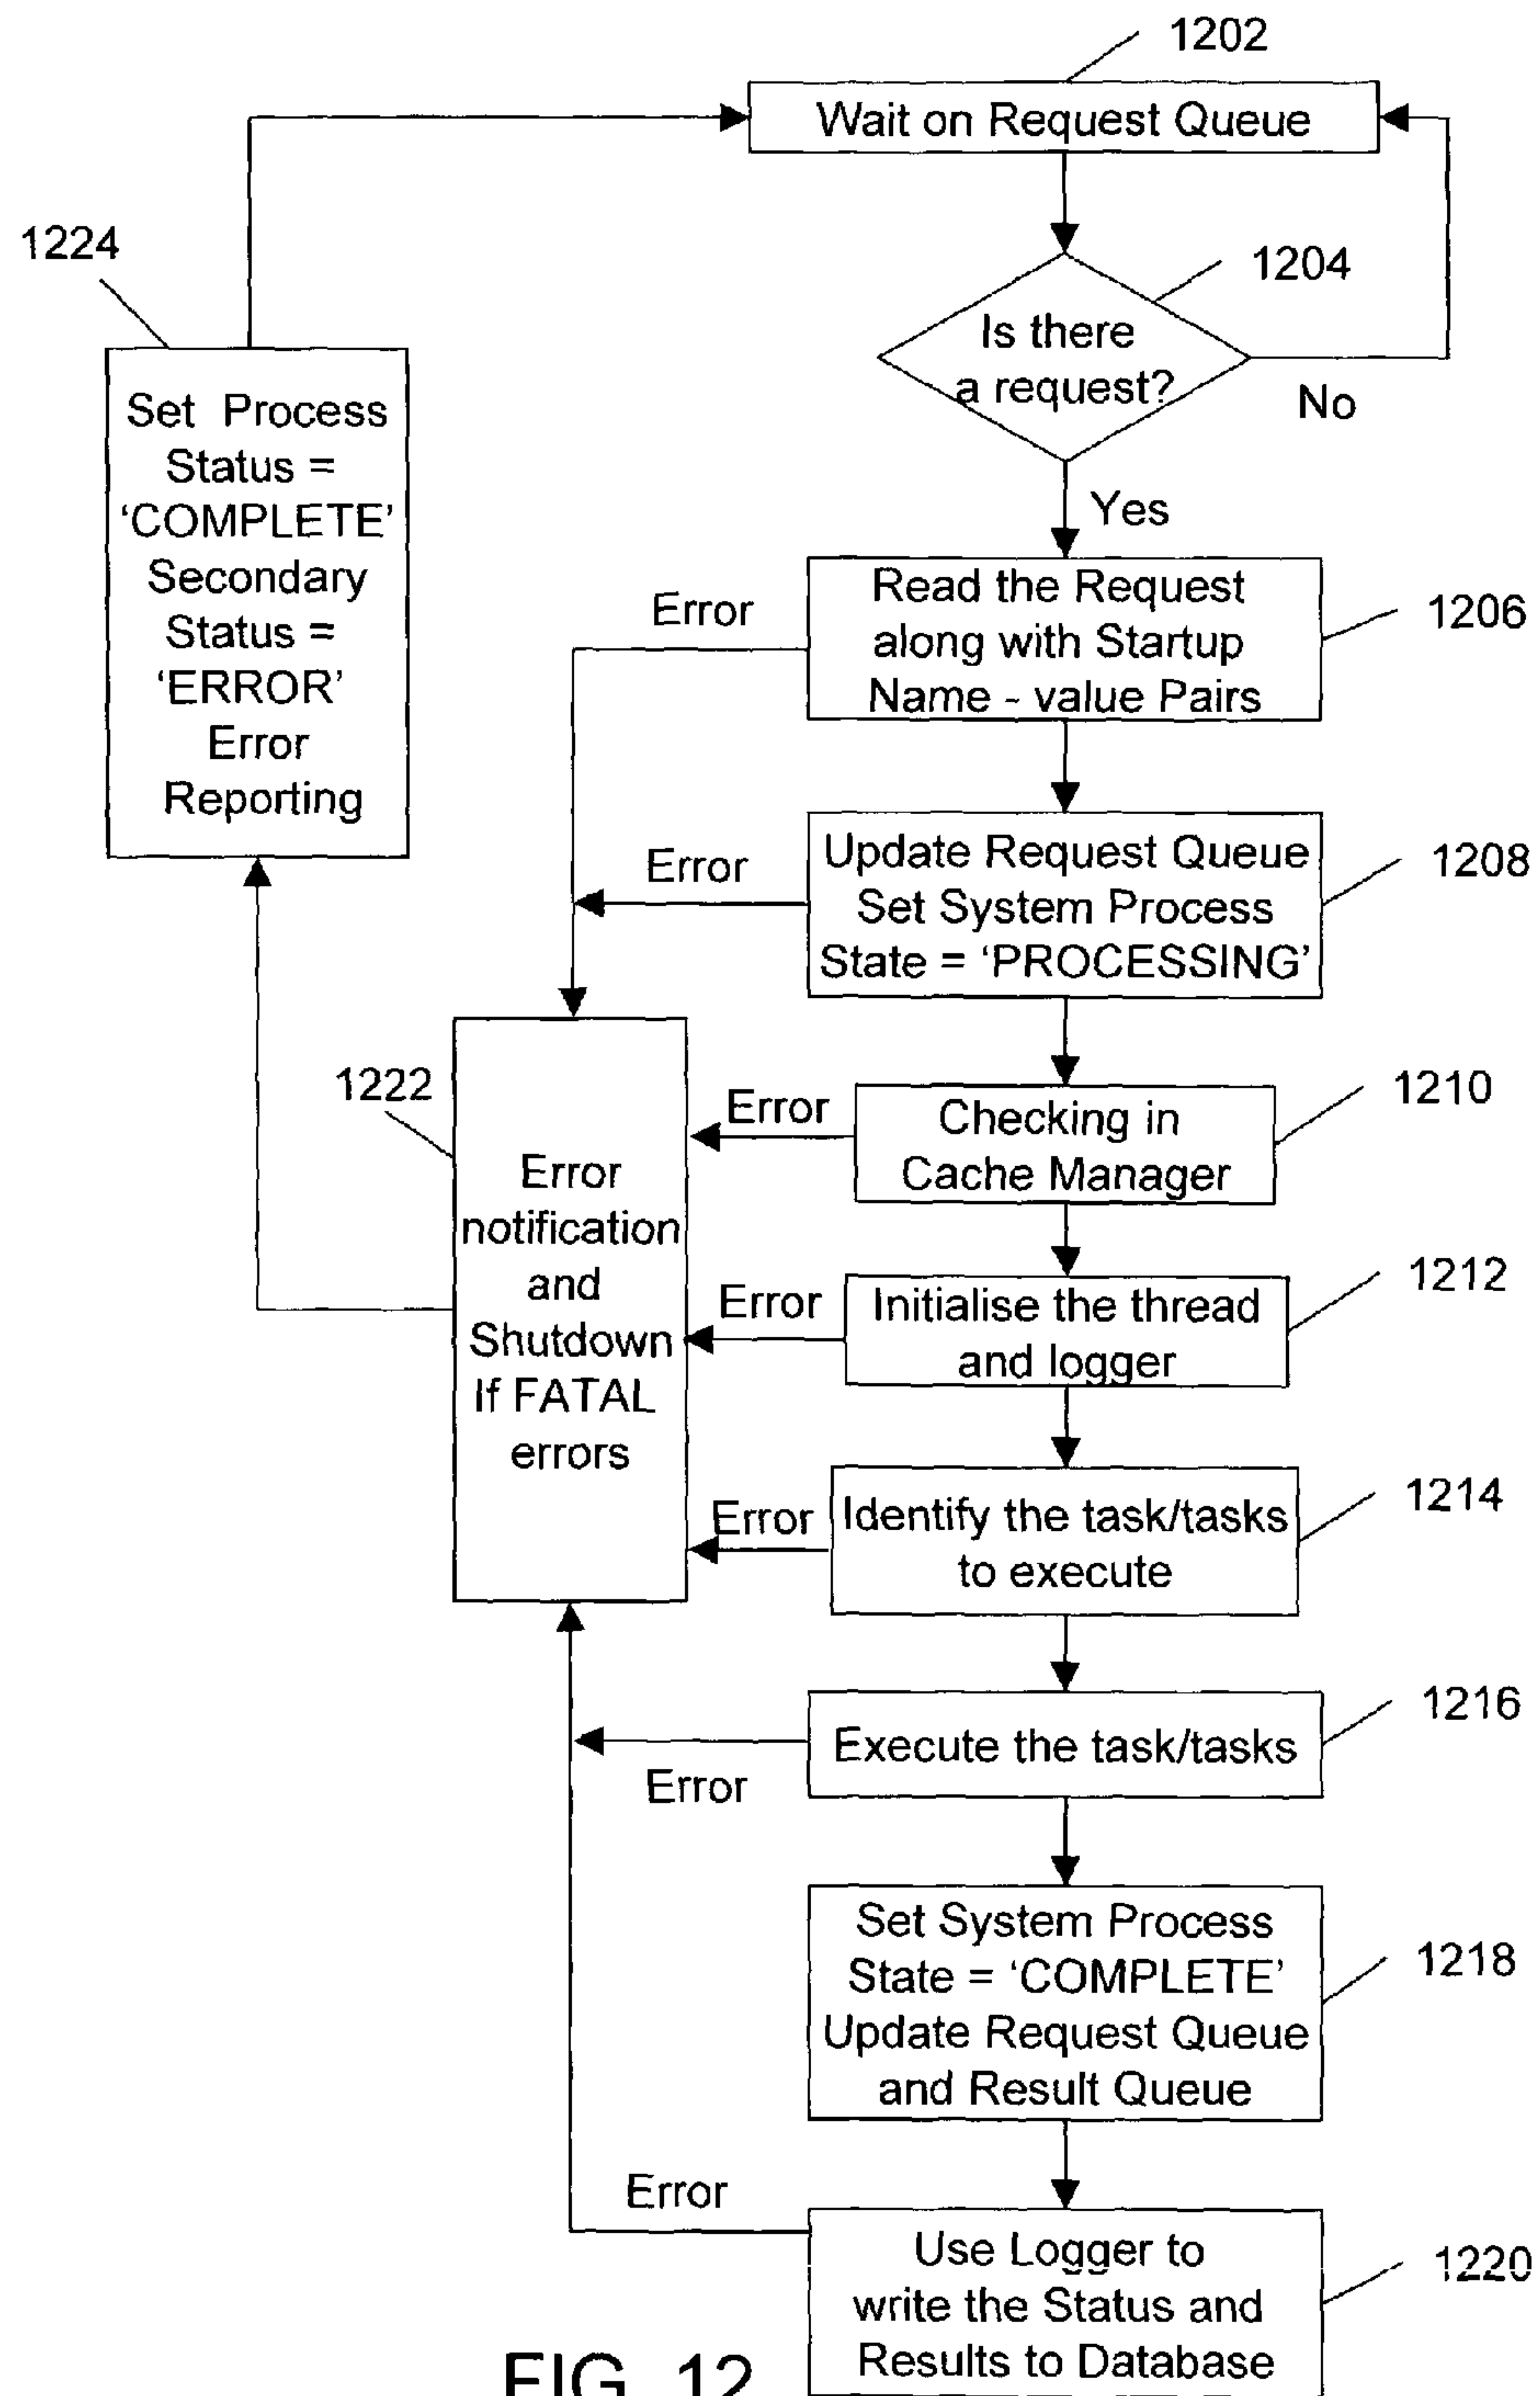 1202
Wait on Request Queue
1204
Is there
a request?
No
Yes
1224
Set Process
Status =
‘COMPLETE’
Secondary
Status =
‘ERROR’
Error
Reporting
Error
Read the Request
along with Startup
Name - value Pairs
1206
Error
Update Request Queue
Set System Process
State = ‘PROCESSING’
1208
1222
Error
notification
and
Shutdown
If FATAL
errors
Error
Checking in
Cache Manager
1210
Error
Initialise the thread
and logger
1212
Error
Identify the task/tasks
to execute
1214
Execute the task/tasks
1216
Error
Set System Process
State = ‘COMPLETE’
Update Request Queue
and Result Queue
1218
Error
Use Logger to
write the Status and
Results to Database
1220
FIG. 12